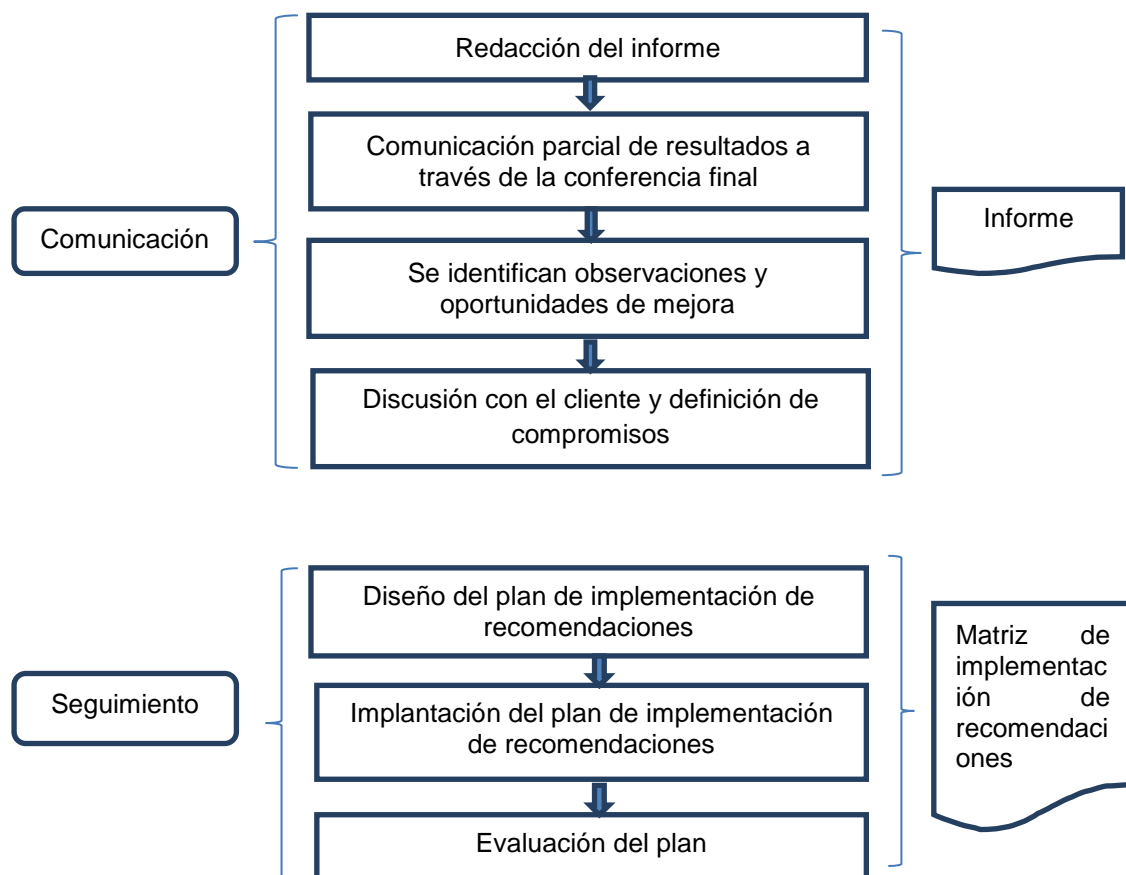 Redacción del informe
Comunicación parcial de resultados a
través de la conferencia final
Comunicación
Se identifican observaciones y
oportunidades de mejora
Discusión con el cliente y definición de
compromisos
Informe
Diseño del plan de implementación de
recomendaciones
Seguimiento
Implantación del plan de implementación
de recomendaciones
Evaluación del plan
Matriz de
implementac
ión de
recomendaci
ones